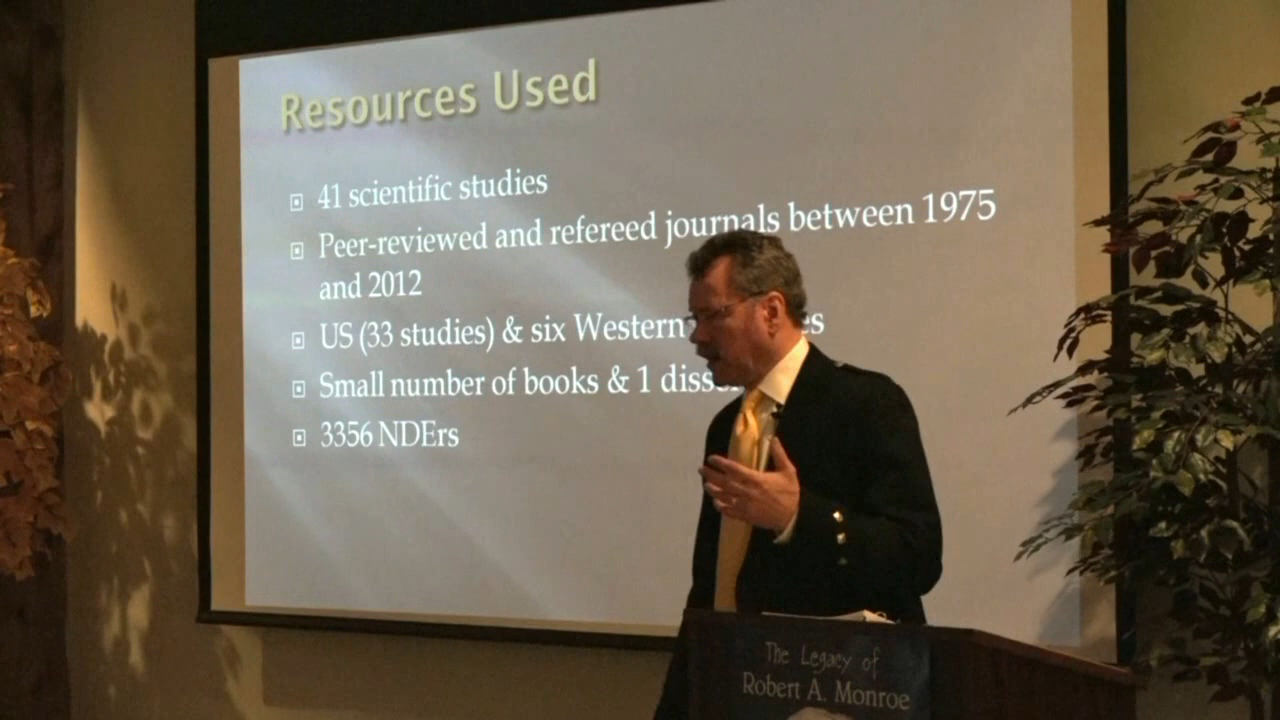 Resources Used
41 scientific studies
Peer-reviewed and refereed journals between 1975
and 2012
US (33 studies) & six Western
Small number of books & 1
3356 NDErs
The Legacy of
Robert A. Monroe